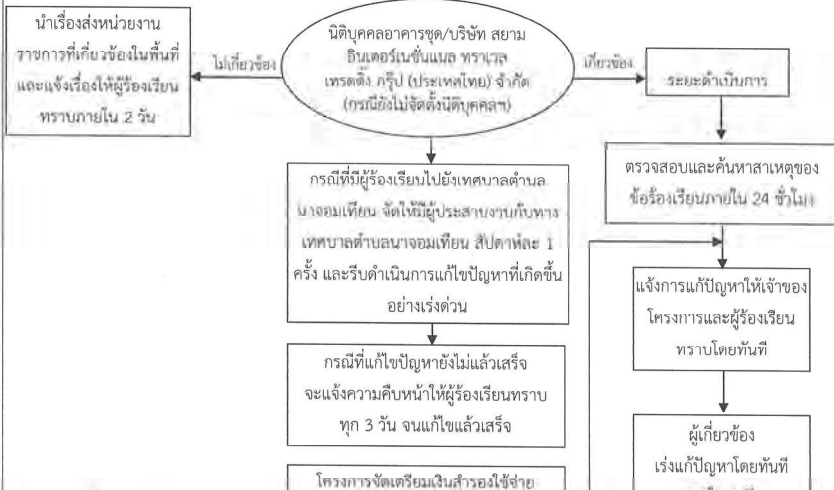 นำเรื่องส่งหน่วยงาน
ราชการที่เกี่ยวข้องในพื้นที่
และแจ้งเรื่องให้ผู้ร้องเรียน
ทราบภายใน 2 วัน
ไม่เกี่ยวข้อง
นิติบุคคลอาคารชุด/บริษัท สยาม
อินเตอร์เนชั่นแนล ทราเวล
เทรดดิ้ง กรุ๊ป (ประเทศไทย) จำกัด
(กรณียังไม่จัดตั้งนิติบุคคลฯ)
เกี่ยวข้อง
ระยะดำเนินการ
ตรวจสอบและค้นหาสาเหตุของ
ข้อร้องเรียนภายใน 24 ชั่วโมง
กรณีที่มีผู้ร้องเรียนไปยังเทศบาลตำบล
นาจอมเทียน จัดให้มีผู้ประสานงานกับทาง
เทศบาลตำบลนาจอมเทียน สัปดาห์ละ 1
ครั้ง และรีบดำเนินการแก้ไขปัญหาที่เกิดขึ้น
อย่างเร่งด่วน
แจ้งการแก้ปัญหาให้เจ้าของ
โครงการและผู้ร้องเรียน
ทราบโดยทันที
กรณีที่แก้ไขปัญหายังไม่แล้วเสร็จ
จะแจ้งความคืบหน้าให้ผู้ร้องเรียนทราบ
ทุก 3 วัน จนแก้ไขแล้วเสร็จ
ผู้เกี่ยวข้อง
เร่งแก้ปัญหาโดยทันที
โครงการจัดเตรียมเงินสำรองใช้จ่าย